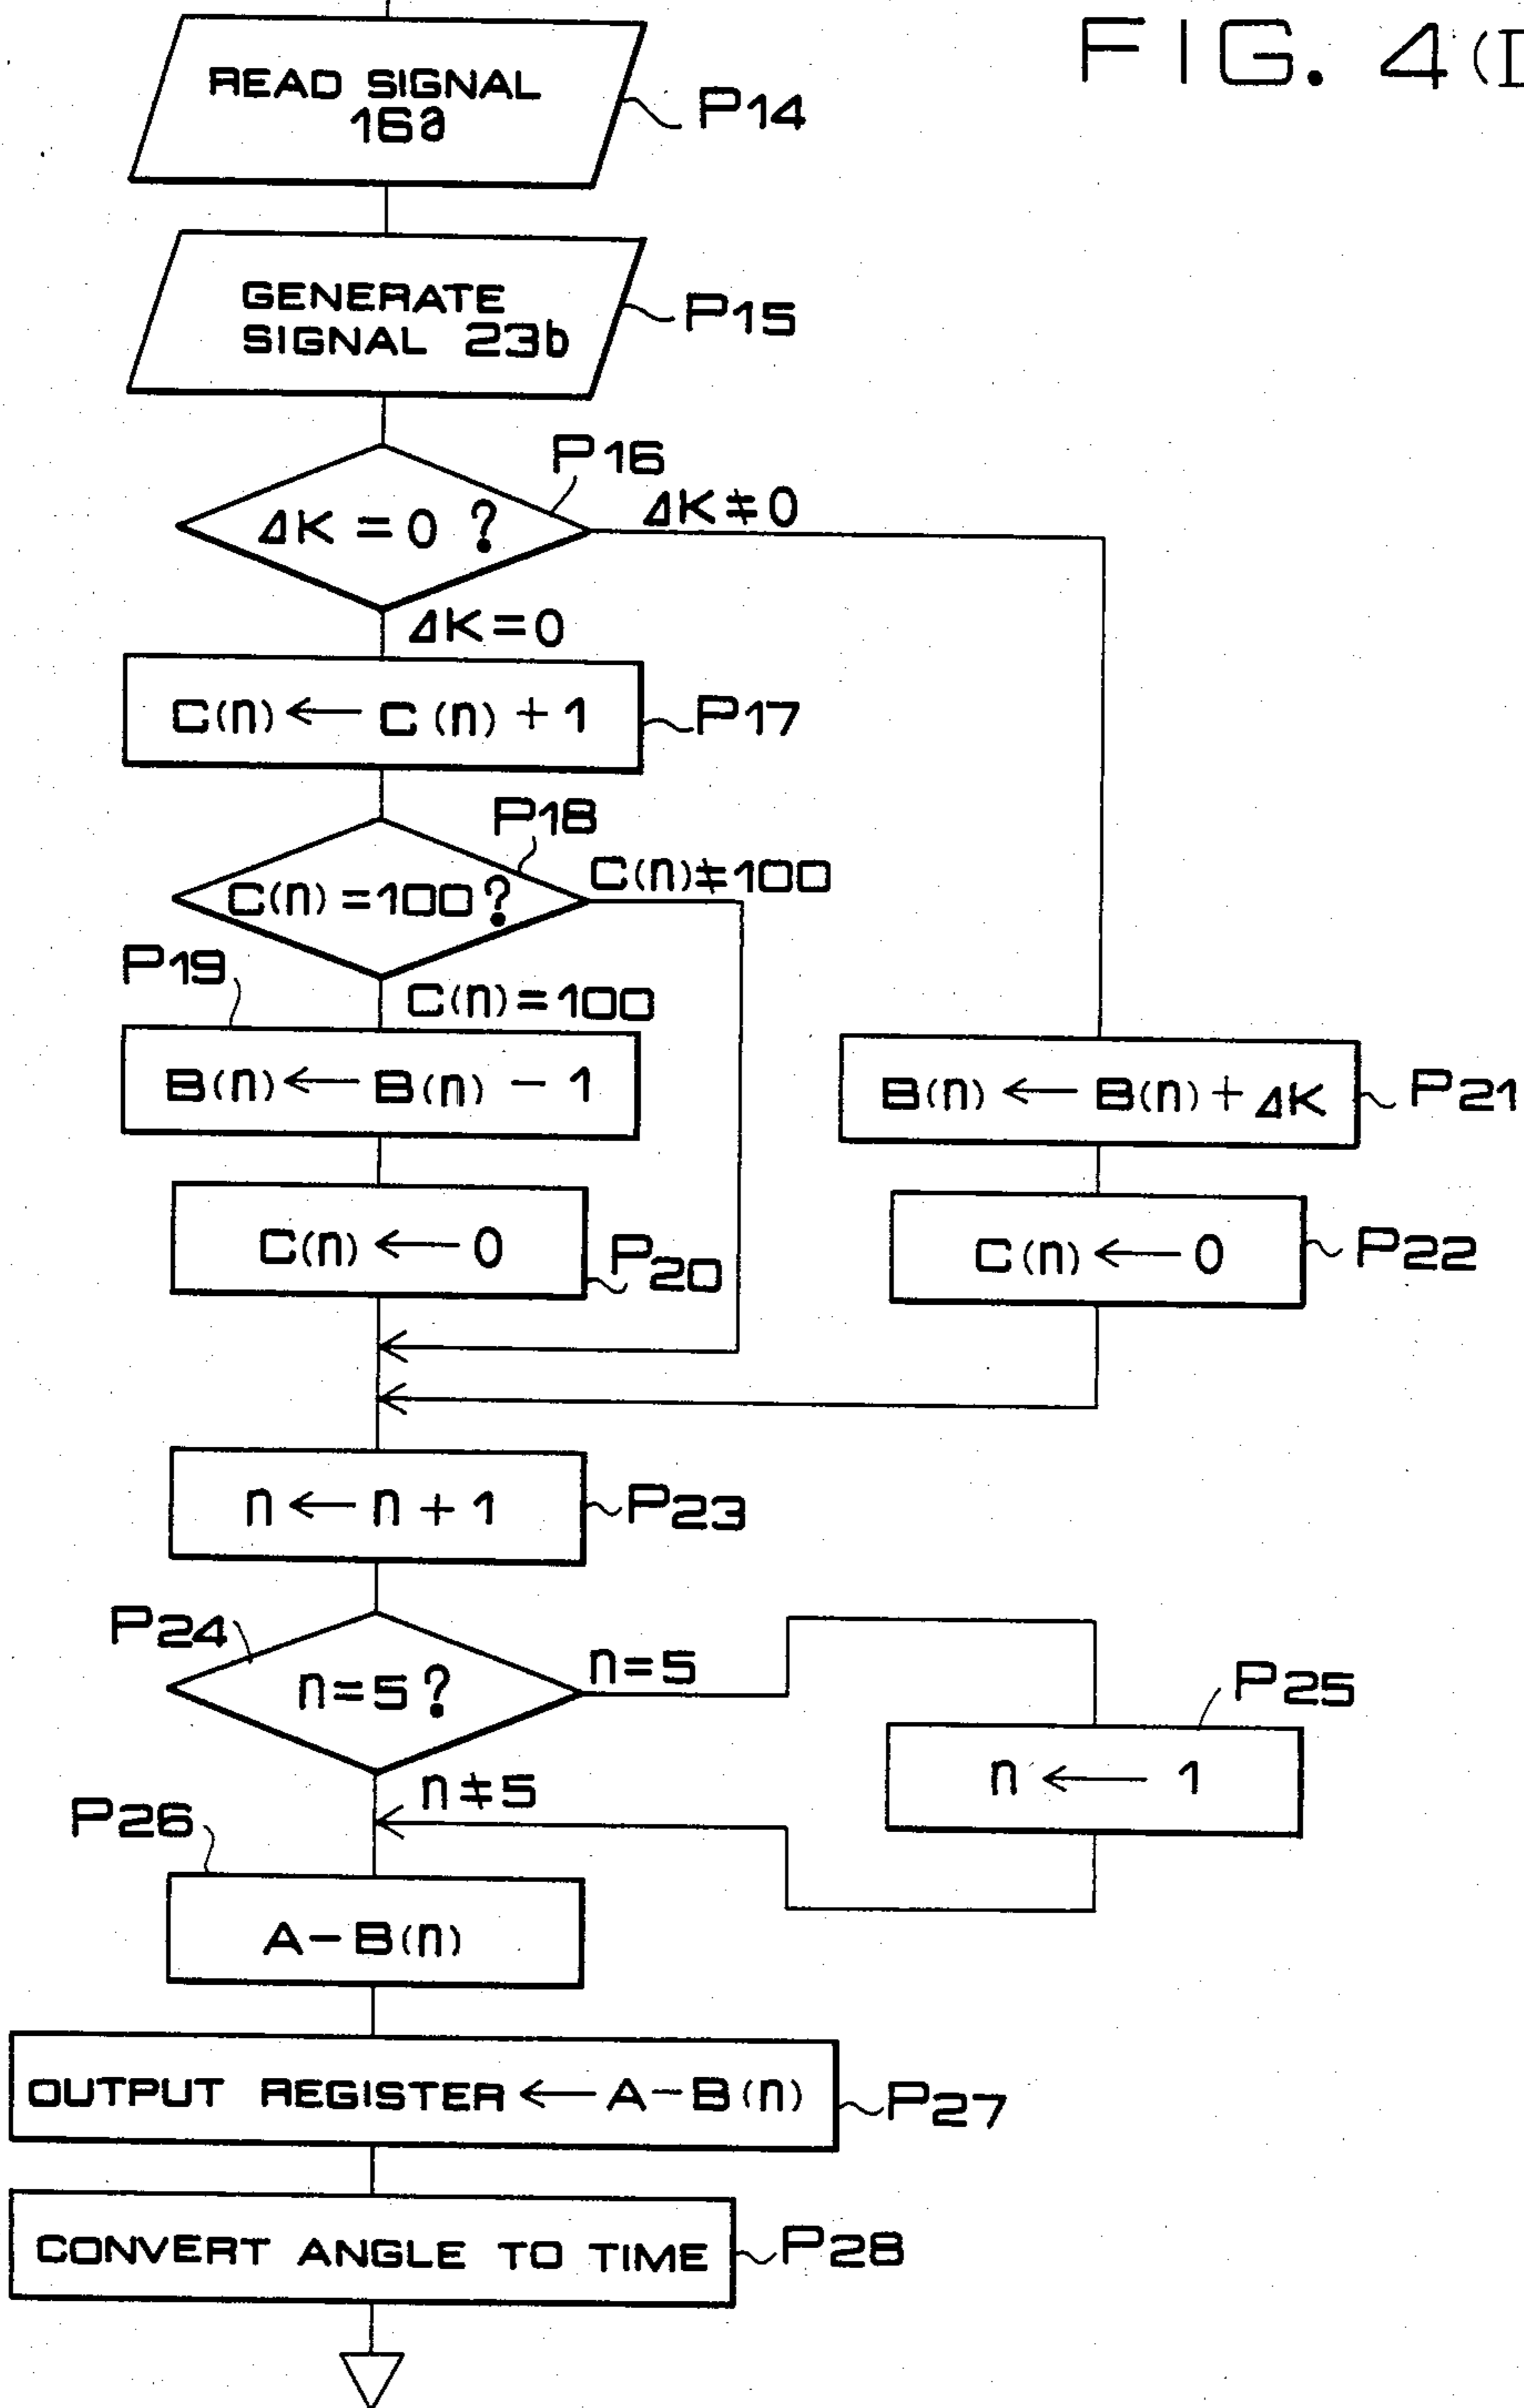 FIG. 4(
READ SIGNAL
16a
P14
GENERATE
SIGNAL 23b
P15
P16
ΔK = 0 ?
ΔK ≠ 0
ΔK = 0
C(n) ← C(n) + 1
P17
P18
C(n) = 100 ?
C(n) ≠ 100
P19
C(n) = 100
B(n) ← B(n) - 1
B(n) ← B(n) + ΔK
P21
C(n) ← 0
P20
C(n) ← 0
P22
n ← n + 1
P23
P24
n = 5 ?
n = 5
P25
n ← 1
n ≠ 5
P26
A - B(n)
OUTPUT REGISTER ← A - B(n)
P27
CONVERT ANGLE TO TIME
P28